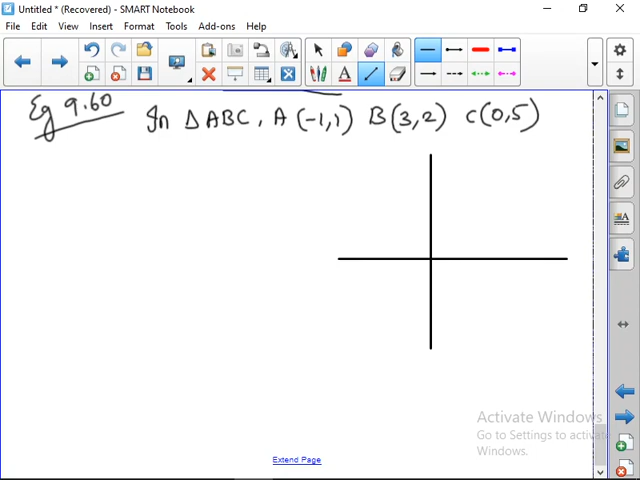 Untitled * (Recovered) - SMART Notebook
File Edit View Insert Format Tools Add-ons Help
Eg 9.60 In Δ ABC, A (-1,1) B(3,2) C(0,5)
Activate Windows
Go to Settings to activate
Windows.
Extend Page